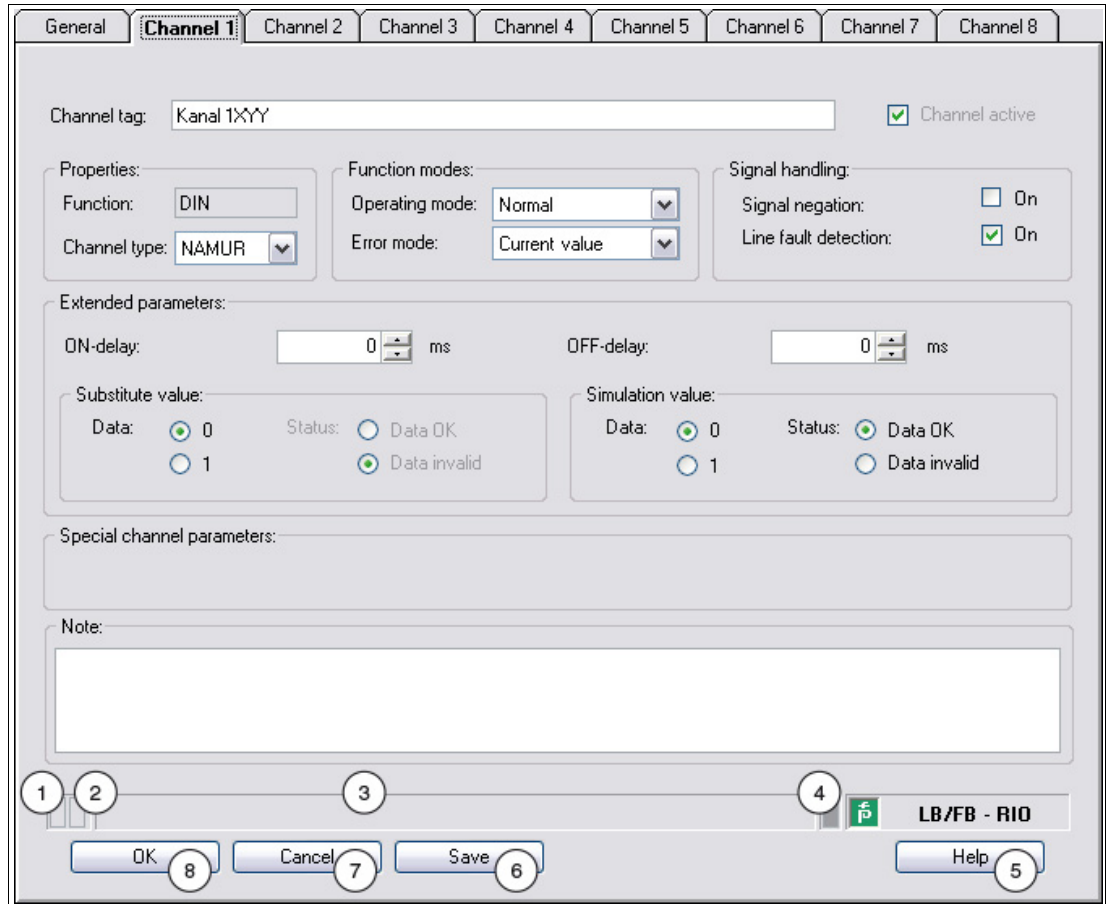 General Channel 1 Channel 2 Channel 3 Channel 4 Channel 5 Channel 6 Channel 7 Channel 8
Channel tag: Kanal 1XYY Channel active
Properties: Function modes: Signal handling:
Function: DIN Operating mode: Normal Signal negation: On
Channel type: NAMUR Error mode: Current value Line fault detection: On
Extended parameters:
ON-delay: 0 ms OFF-delay: 0 ms
Substitute value: Simulation value:
Data: 0 Status: Data OK Data: 0 Status: Data OK
1 Data invalid 1 Data invalid
Special channel parameters:
Note:
1 2 3 4
LB/FB - RIO
OK Cancel Save Help
8 7 6 5